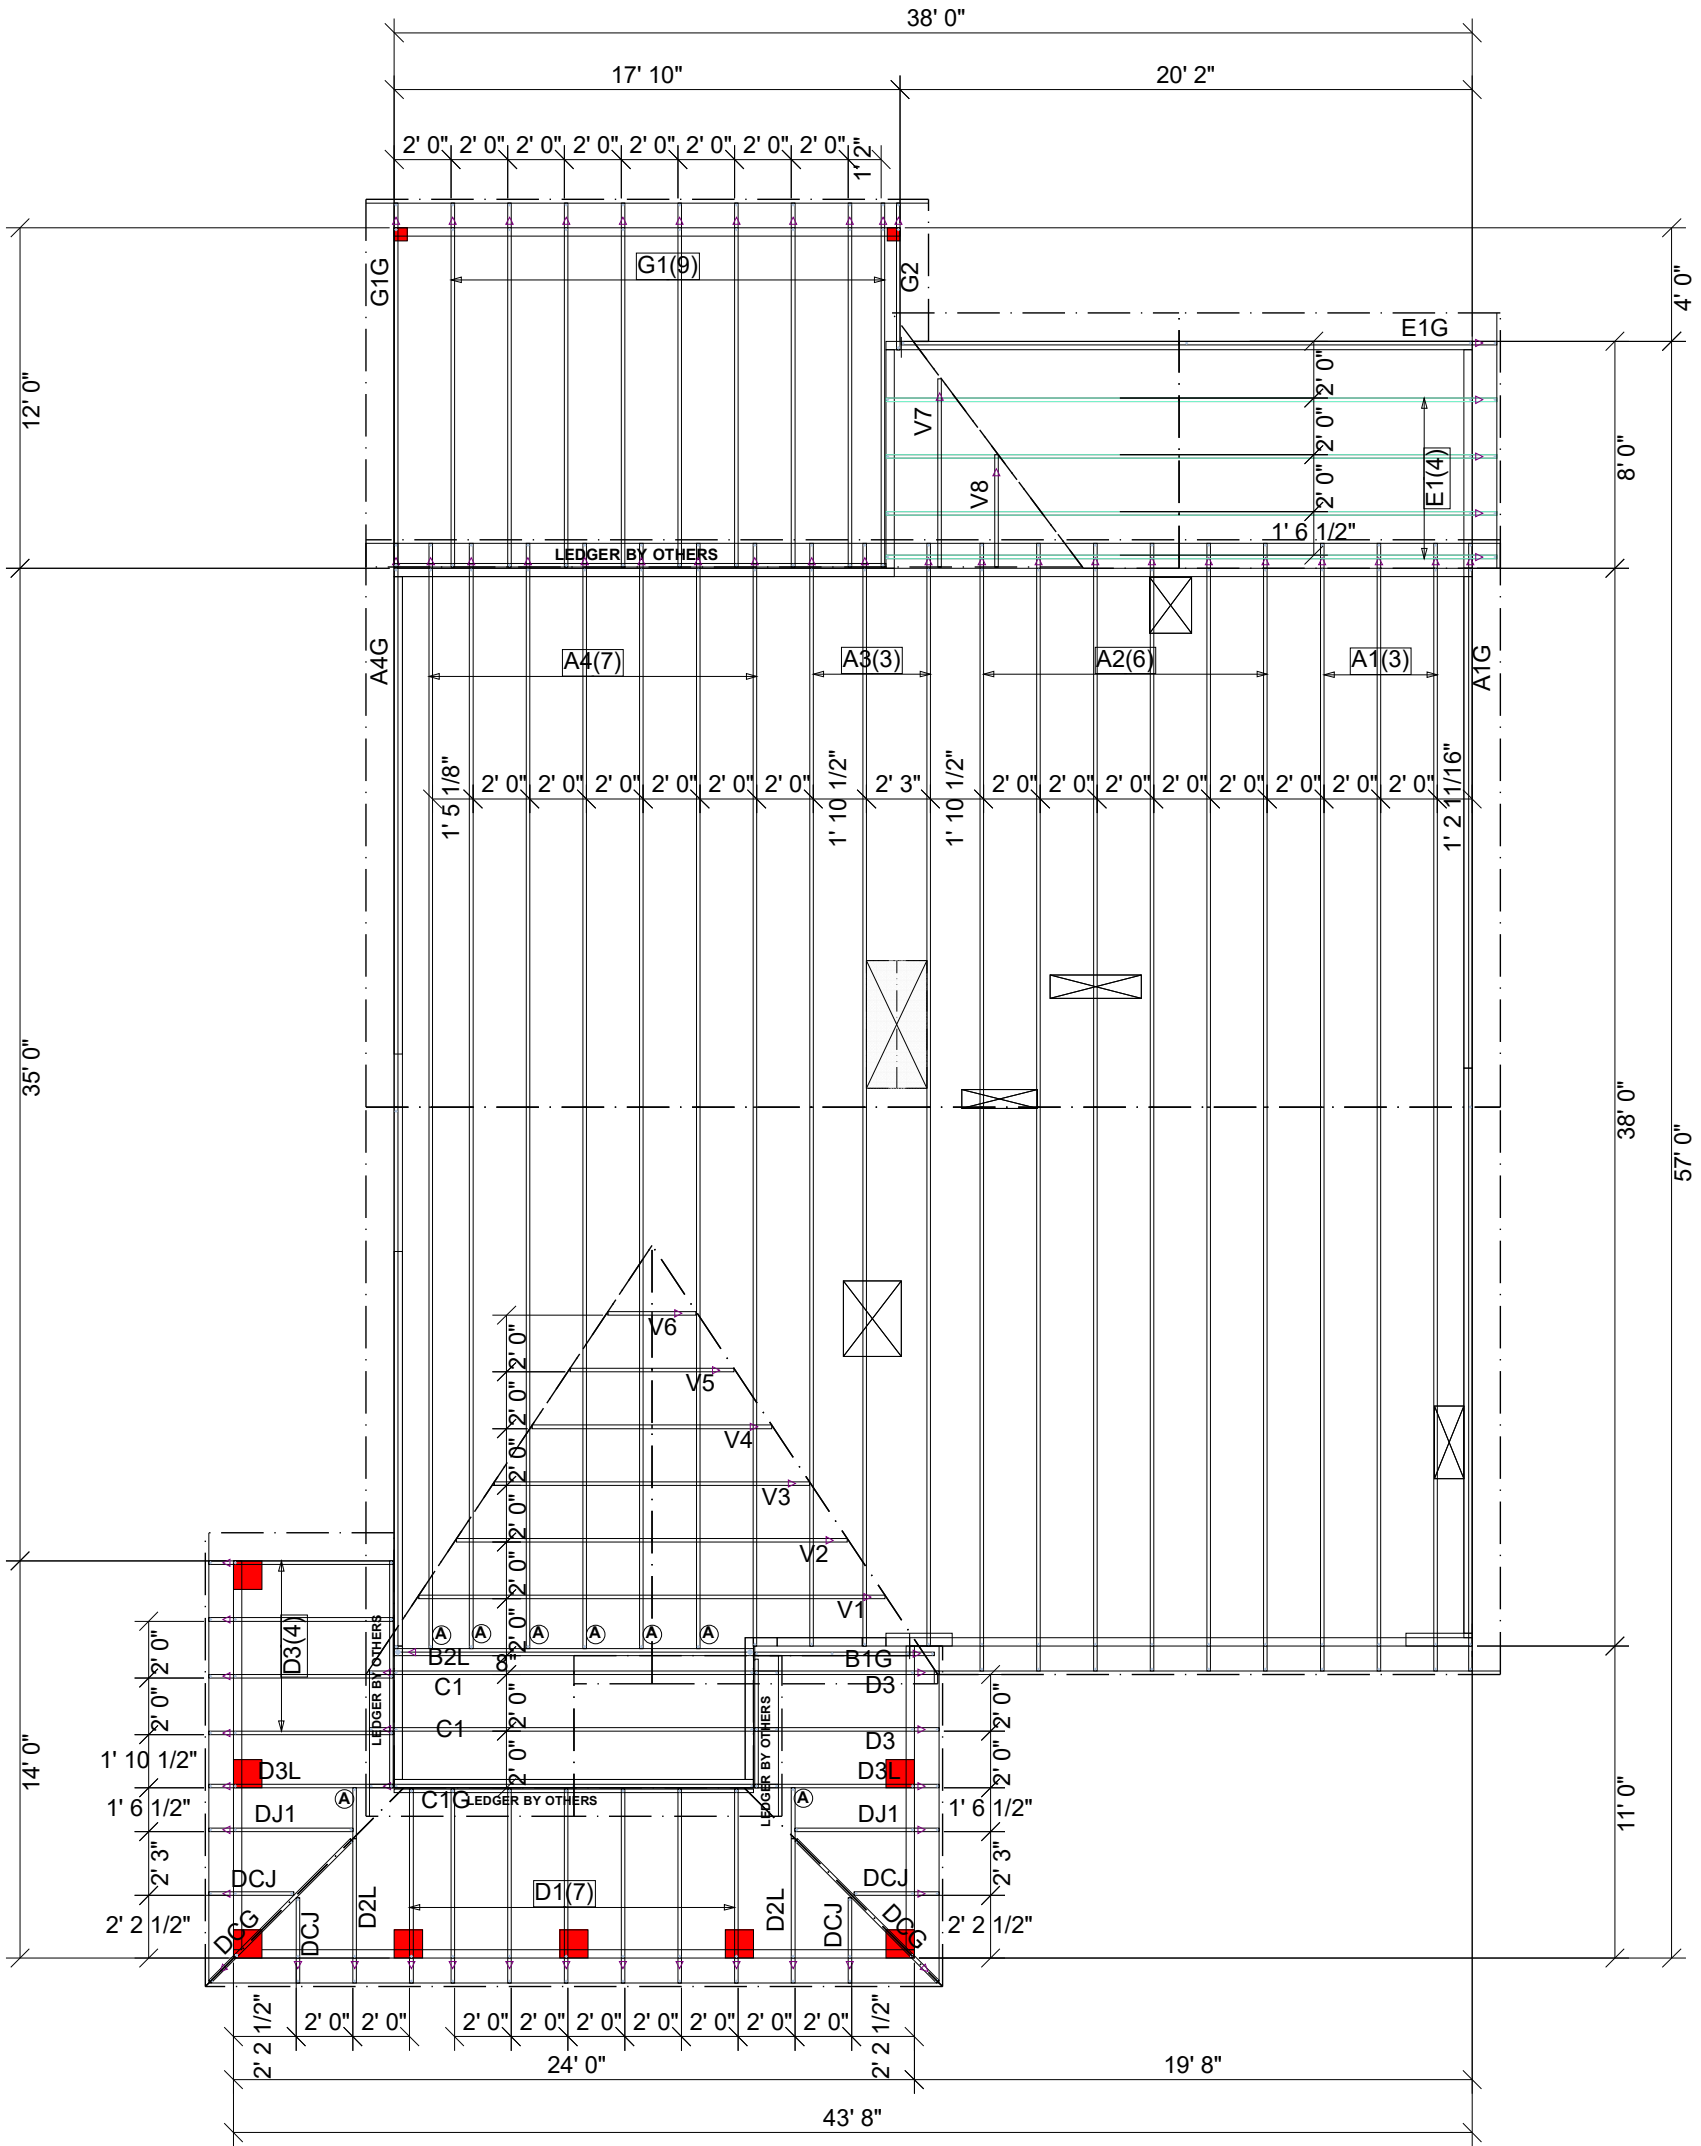 38' 0"
17' 10" 20' 2"
2' 0" 2' 0" 2' 0" 2' 0" 2' 0" 2' 0" 2' 0" 2' 0" 1' 2"
G1G G1(9) G2
4' 0"
12' 0"
E1G
2' 0"
V7
2' 0"
E1(4)
8' 0"
V8
2' 0"
1' 6 1/2"
LEDGER BY OTHERS
A4G A4(7) A3(3) A2(6) A1(3) A1G
1' 5 1/8" 2' 0" 2' 0" 2' 0" 2' 0" 2' 0" 2' 0" 1' 10 1/2" 2' 3" 1' 10 1/2" 2' 0" 2' 0" 2' 0" 2' 0" 2' 0" 2' 0" 2' 0" 2' 0" 1' 2 11/16"
35' 0"
38' 0"
57' 0"
V6
2' 0"
V5
2' 0"
V4
2' 0"
V3
2' 0"
V2
2' 0"
V1
2' 0"
A A A A A A
D3(4)
LEDGER BY OTHERS
B2L 8" B1G
2' 0"
C1 D3
2' 0"
2' 0" 2' 0"
C1 D3
LEDGER BY OTHERS
2' 0" 2' 0"
1' 10 1/2" D3L D3L
14' 0"
11' 0"
1' 6 1/2" A C1G LEDGER BY OTHERS A 1' 6 1/2"
DJ1 DJ1
2' 3" 2' 3"
DCJ DCJ
D1(7)
2' 2 1/2" DCG DCJ D2L D2L DCJ DCG 2' 2 1/2"
2' 2 1/2" 2' 0" 2' 0" 2' 0" 2' 0" 2' 0" 2' 0" 2' 0" 2' 0" 2' 0" 2' 2 1/2"
24' 0" 19' 8"
43' 8"